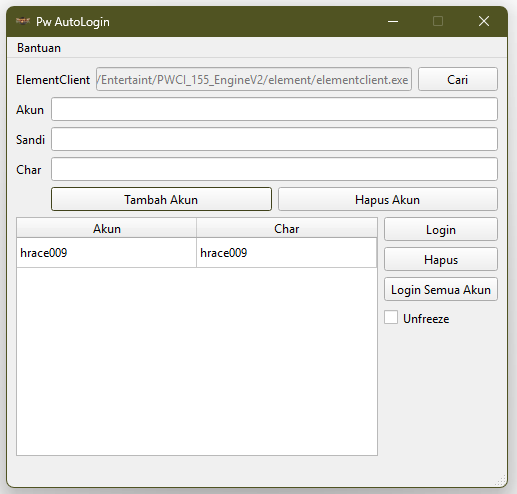 Pw AutoLogin
Bantuan
ElementClient /Entertaint/PWCI_155_EngineV2/element/elementclient.exe Cari
Akun
Sandi
Char
Tambah Akun Hapus Akun
Akun Char Login
hrace009 hrace009
Hapus
Login Semua Akun
Unfreeze